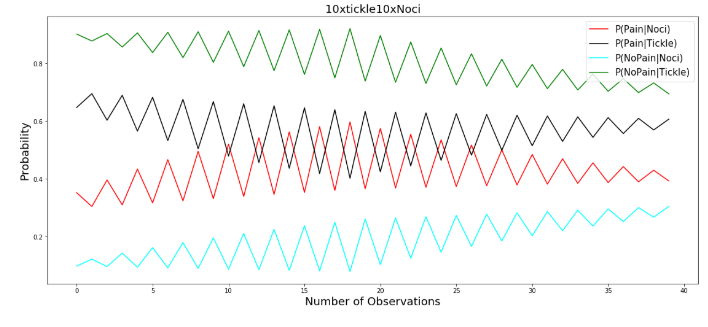 10xtickle10xNoci
P(Pain|Noci)
P(Pain|Tickle)
P(NoPain|Noci)
P(NoPain|Tickle)
Probability
0.8
0.6
0.4
0.2
0 5 10 15 20 25 30 35 40
Number of Observations